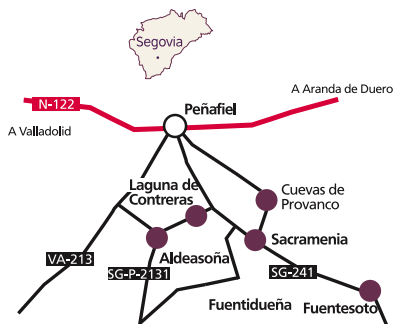 Segovia
A Aranda de Duero
N-122
Peñafiel
A Valladolid
Laguna de
Contreras
Cuevas de
Provanco
Sacramenia
VA-213
Aldeasoña
SG-P-2131
SG-241
Fuentidueña
Fuentesoto